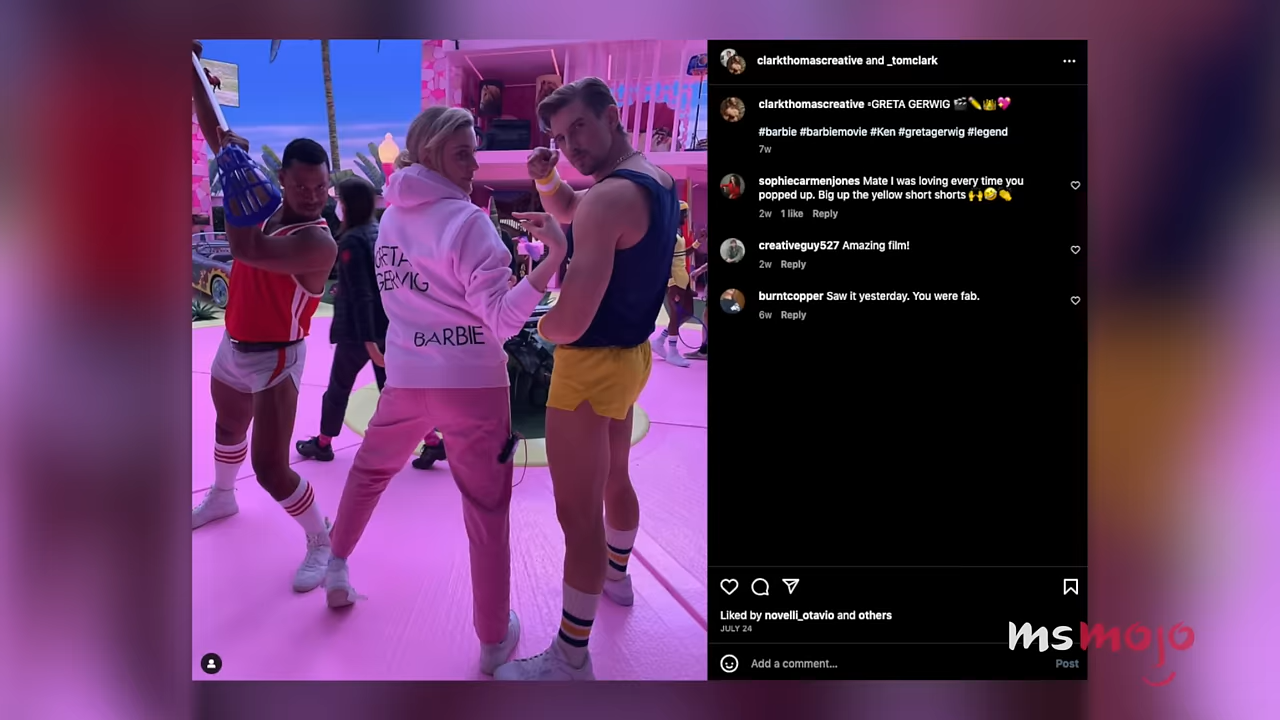 clarkthomascreative and _tomclark
clarkthomascreative ▫GRETA GERWIG 🎬✏️👑💖
#barbie #barbiemovie #Ken #gretagerwig #legend
7w
sophiecarmenjones Mate I was loving every time you
popped up. Big up the yellow short shorts 🙌🤣👏
2w 1 like Reply
creativeguy527 Amazing film!
2w Reply
burntcopper Saw it yesterday. You were fab.
6w Reply
GRETA
GERWIG
BARBIE
Liked by novelli_otavio and others
JULY 24
Add a comment... Post
msmojo